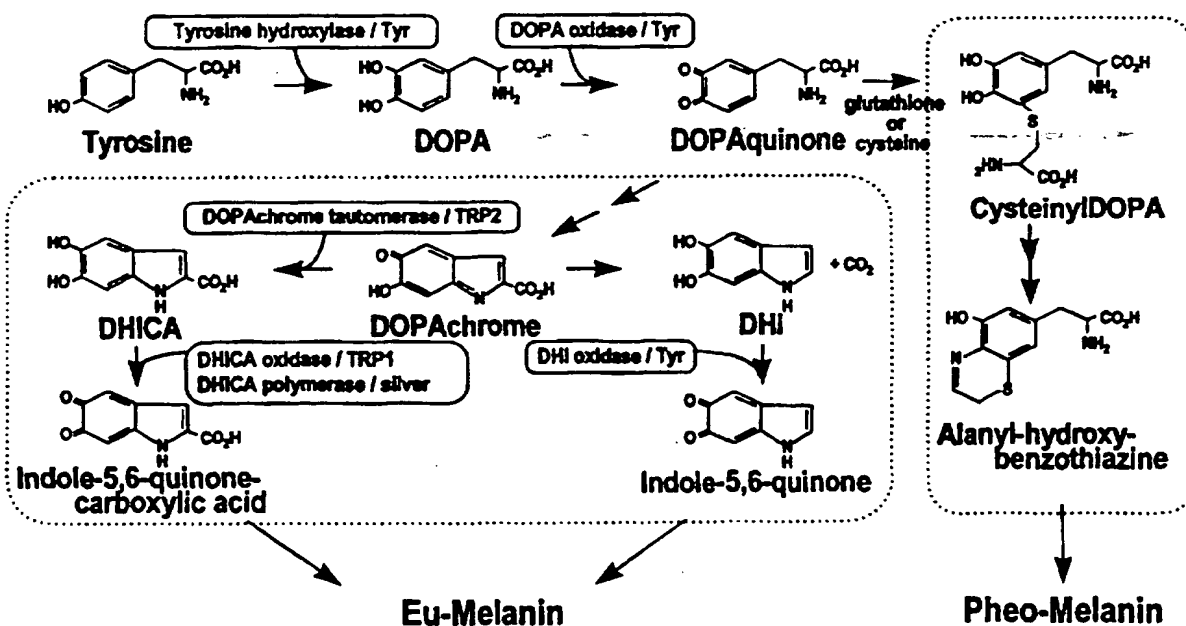 Tyrosine hydroxylase / Tyr
DOPA oxidase / Tyr
HO
CO₂H
NH₂
Tyrosine
HO
HO
CO₂H
NH₂
DOPA
O
O
CO₂H
NH₂
DOPAquinone
glutathione
or
cysteine
HO
HO
CO₂H
NH₂
S
₂HN
CO₂H
CysteinylDOPA
DOPAchrome tautomerase / TRP2
HO
HO
N
H
CO₂H
DHICA
O
HO
N
CO₂H
DOPAchrome
HO
HO
N
H
+ CO₂
DHI
DHICA oxidase / TRP1
DHICA polymerase / silver
DHI oxidase / Tyr
O
O
N
H
CO₂H
Indole-5,6-quinone-
carboxylic acid
O
O
N
H
Indole-5,6-quinone
HO
N
S
CO₂H
NH₂
Alanyl-hydroxy-
benzothiazine
Eu-Melanin
Pheo-Melanin